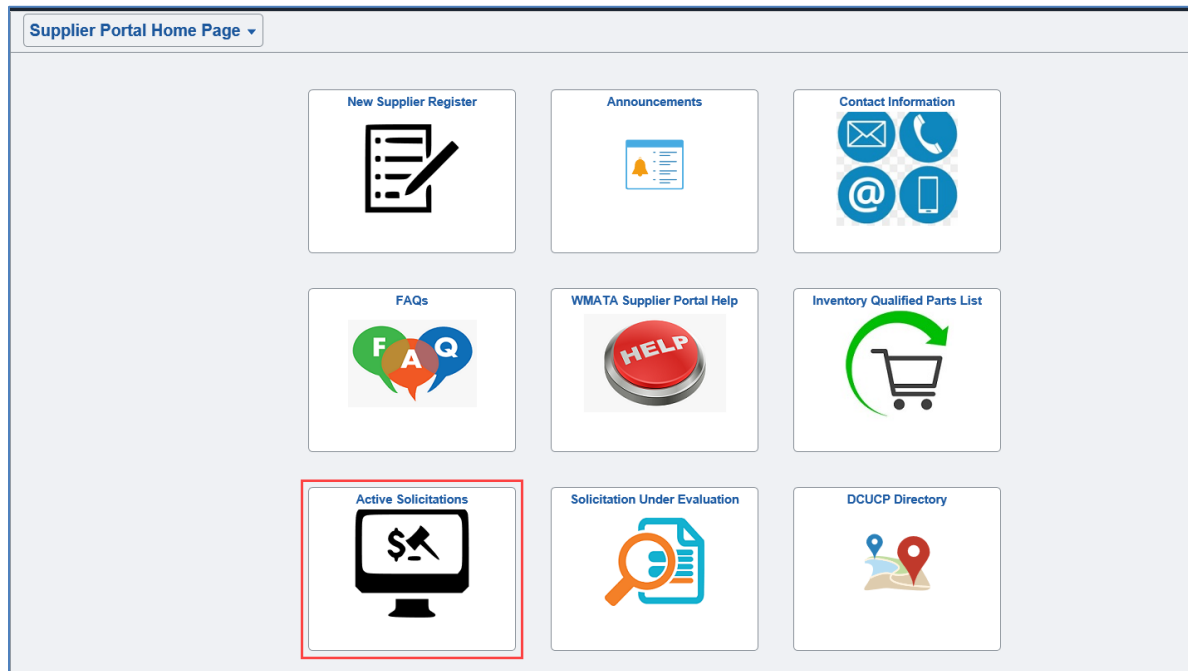 Supplier Portal Home Page
New Supplier Register
Announcements
Contact Information
@
FAQs
WMATA Supplier Portal Help
Inventory Qualified Parts List
F A Q
HELP
Active Solicitations
Solicitation Under Evaluation
DCUCP Directory
$